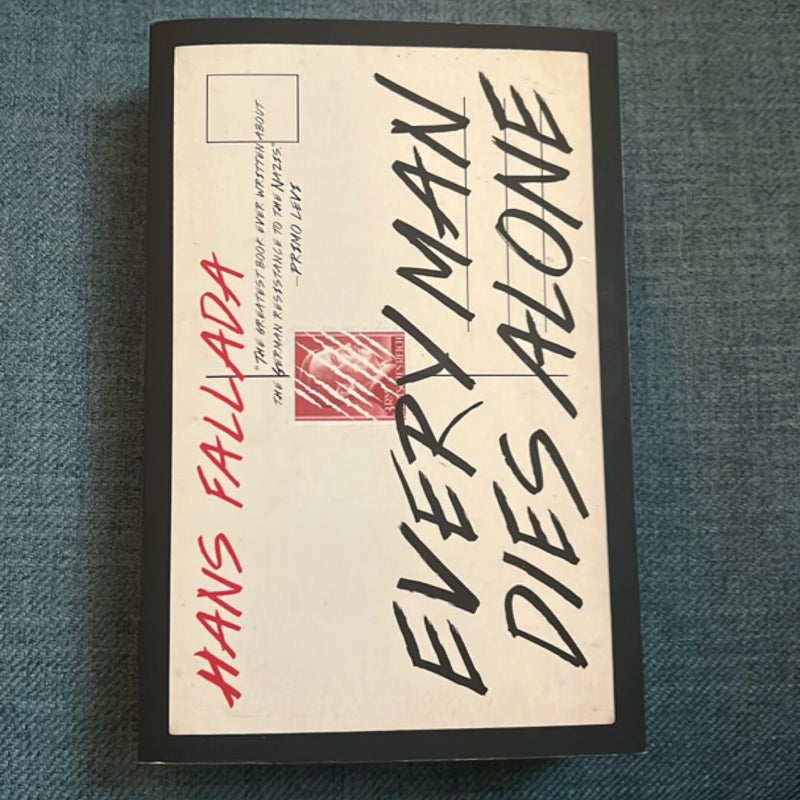 HANS FALLADA
"THE GREATEST BOOK EVER WRITTEN ABOUT
THE GERMAN RESISTANCE TO THE NAZIS."
—PRIMO LEVI
EVERY MAN
DIES ALONE